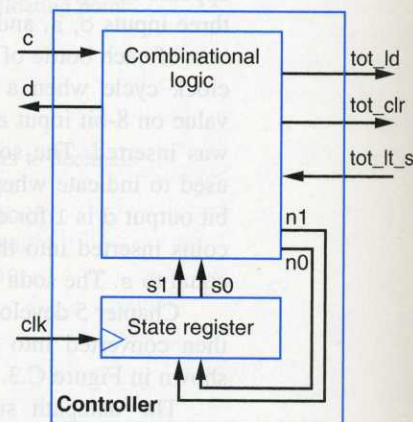 c
Combinational
logic
d
tot_ld
tot_clr
tot_lt_s
n1
n0
s1
s0
clk
State register
Controller